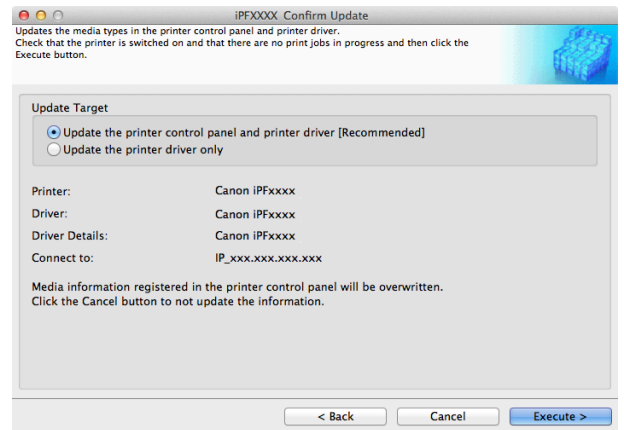 iPFXXXX Confirm Update
Updates the media types in the printer control panel and printer driver.
Check that the printer is switched on and that there are no print jobs in progress and then click the
Execute button.
Update Target
Update the printer control panel and printer driver [Recommended]
Update the printer driver only
Printer: Canon iPFxxxx
Driver: Canon iPFxxxx
Driver Details: Canon iPFxxxx
Connect to: IP_xxx.xxx.xxx.xxx
Media information registered in the printer control panel will be overwritten.
Click the Cancel button to not update the information.
< Back Cancel Execute >